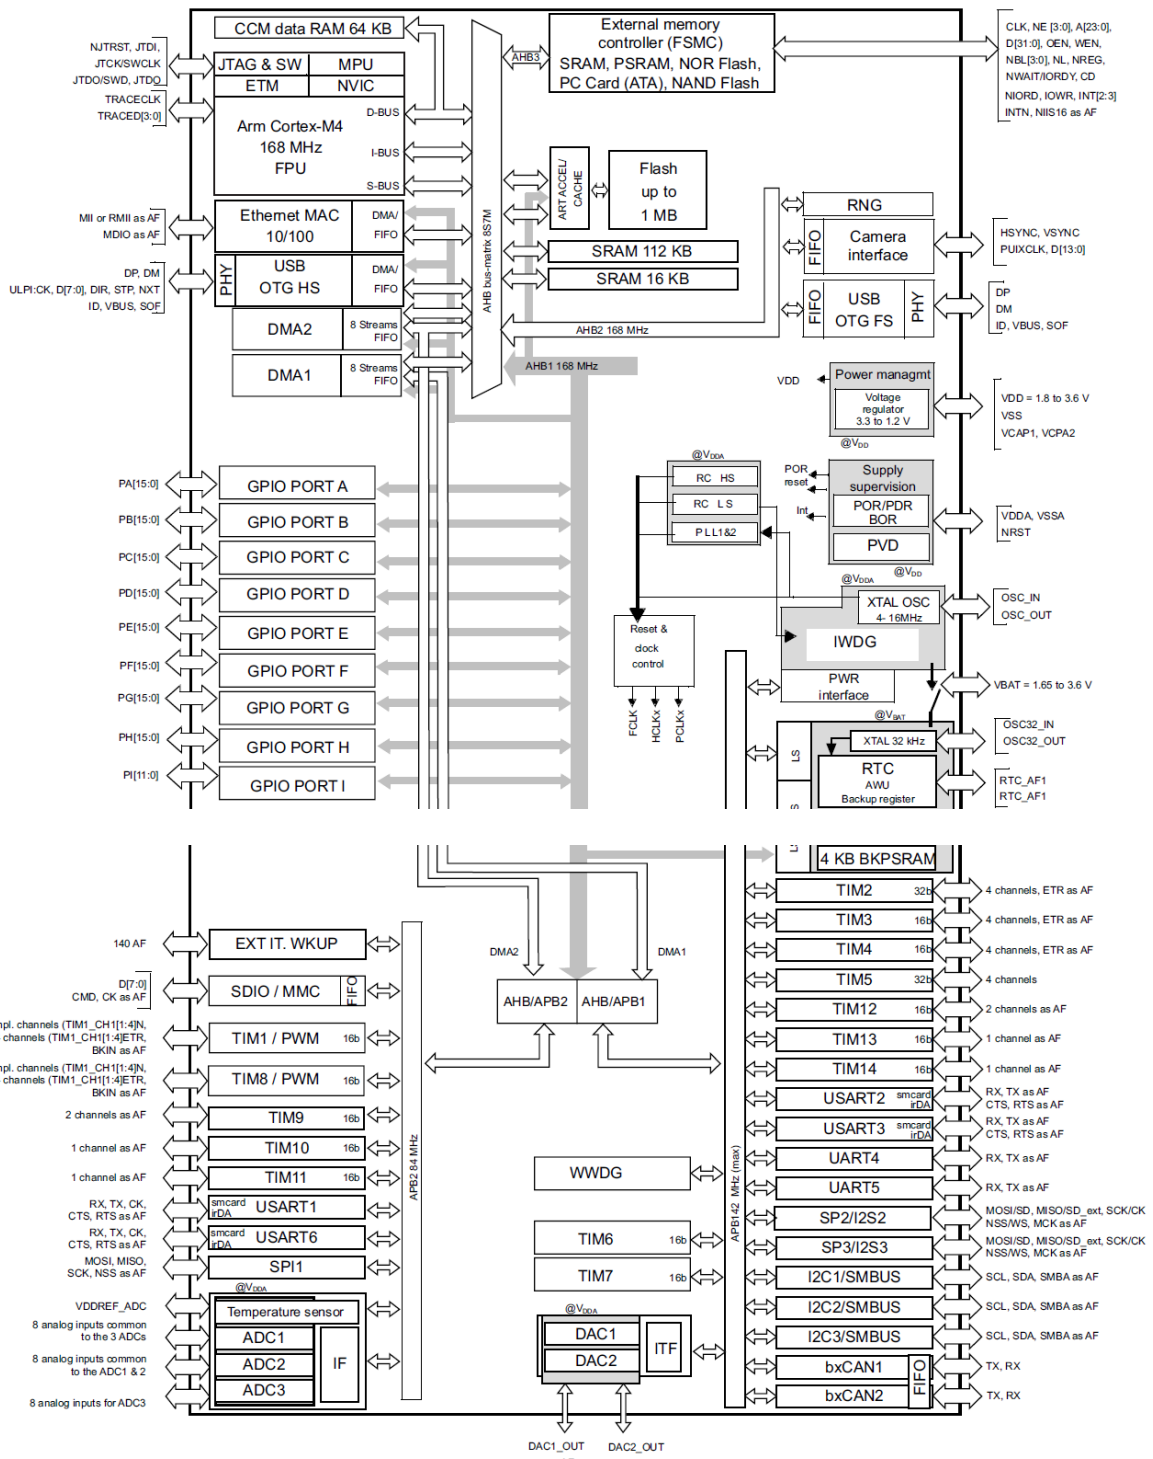 CCM data RAM 64 KB
External memory
controller (FSMC)
SRAM, PSRAM, NOR Flash,
PC Card (ATA), NAND Flash
AHB3
CLK, NE [3:0], A[23:0],
D[31:0], OEN, WEN,
NBL[3:0], NL, NREG,
NWAIT/IORDY, CD
NIORD, IOWR, INT[2:3]
INTN, NIIS16 as AF
NJTRST, JTDI,
JTCK/SWCLK
JTDO/SWD, JTDO
TRACECLK
TRACED[3:0]
JTAG & SW
MPU
ETM
NVIC
Arm Cortex-M4
168 MHz
FPU
D-BUS
I-BUS
S-BUS
AHB bus-matrix 8S7M
ART ACCEL/
CACHE
Flash
up to
1 MB
SRAM 112 KB
SRAM 16 KB
AHB2 168 MHz
AHB1 168 MHz
MII or RMII as AF
MDIO as AF
Ethernet MAC
10/100
DMA/
FIFO
DP, DM
ULPI:CK, D[7:0], DIR, STP, NXT
ID, VBUS, SOF
PHY
USB
OTG HS
DMA/
FIFO
DMA2
8 Streams
FIFO
DMA1
8 Streams
FIFO
RNG
FIFO
Camera
interface
HSYNC, VSYNC
PUIXCLK, D[13:0]
FIFO
USB
OTG FS
PHY
DP
DM
ID, VBUS, SOF
VDD
Power managmt
Voltage
regulator
3.3 to 1.2 V
@VDD
VDD = 1.8 to 3.6 V
VSS
VCAP1, VCPA2
@VDDA
RC HS
RC LS
PLL1&2
POR
reset
Int
Supply
supervision
POR/PDR
BOR
PVD
@VDD
VDDA, VSSA
NRST
@VDDA
XTAL OSC
4- 16MHz
IWDG
OSC_IN
OSC_OUT
PWR
interface
VBAT = 1.65 to 3.6 V
Reset &
clock
control
FCLK
HCLKx
PCLKx
@VBAT
LS
XTAL 32 kHz
OSC32_IN
OSC32_OUT
RTC
AWU
Backup register
RTC_AF1
RTC_AF1
4 KB BKPSRAM
PA[15:0]
GPIO PORT A
PB[15:0]
GPIO PORT B
PC[15:0]
GPIO PORT C
PD[15:0]
GPIO PORT D
PE[15:0]
GPIO PORT E
PF[15:0]
GPIO PORT F
PG[15:0]
GPIO PORT G
PH[15:0]
GPIO PORT H
PI[11:0]
GPIO PORT I
DMA2
DMA1
AHB/APB2
AHB/APB1
APB2 84 MHz
APB142 MHz (max)
140 AF
EXT IT. WKUP
D[7:0]
CMD, CK as AF
SDIO / MMC
FIFO
mpl. channels (TIM1_CH1[1:4]N,
channels (TIM1_CH1[1:4]ETR,
BKIN as AF
TIM1 / PWM
16b
mpl. channels (TIM1_CH1[1:4]N,
channels (TIM1_CH1[1:4]ETR,
BKIN as AF
TIM8 / PWM
16b
2 channels as AF
TIM9
16b
1 channel as AF
TIM10
16b
1 channel as AF
TIM11
16b
RX, TX, CK,
CTS, RTS as AF
smcard
irDA
USART1
RX, TX, CK,
CTS, RTS as AF
smcard
irDA
USART6
MOSI, MISO,
SCK, NSS as AF
SPI1
@VDDA
VDDREF_ADC
Temperature sensor
8 analog inputs common
to the 3 ADCs
ADC1
8 analog inputs common
to the ADC1 & 2
ADC2
8 analog inputs for ADC3
ADC3
IF
WWDG
TIM6
16b
TIM7
16b
@VDDA
DAC1
DAC2
ITF
DAC1_OUT
DAC2_OUT
TIM2
32b
4 channels, ETR as AF
TIM3
16b
4 channels, ETR as AF
TIM4
16b
4 channels, ETR as AF
TIM5
32b
4 channels
TIM12
16b
2 channels as AF
TIM13
16b
1 channel as AF
TIM14
16b
1 channel as AF
USART2
smcard
irDA
RX, TX as AF
CTS, RTS as AF
USART3
smcard
irDA
RX, TX as AF
CTS, RTS as AF
UART4
RX, TX as AF
UART5
RX, TX as AF
SP2/I2S2
MOSI/SD, MISO/SD_ext, SCK/CK
NSS/WS, MCK as AF
SP3/I2S3
MOSI/SD, MISO/SD_ext, SCK/CK
NSS/WS, MCK as AF
I2C1/SMBUS
SCL, SDA, SMBA as AF
I2C2/SMBUS
SCL, SDA, SMBA as AF
I2C3/SMBUS
SCL, SDA, SMBA as AF
bxCAN1
TX, RX
bxCAN2
FIFO
TX, RX